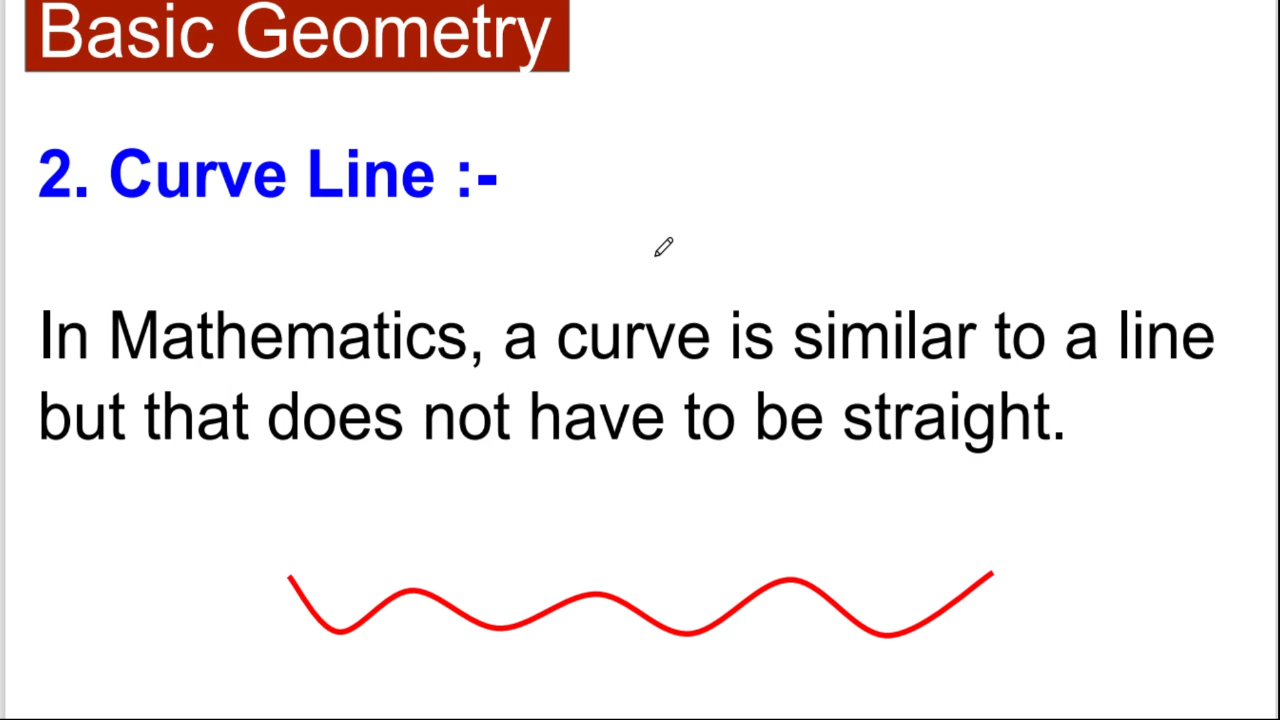 Basic Geometry
2. Curve Line :-
In Mathematics, a curve is similar to a line
but that does not have to be straight.